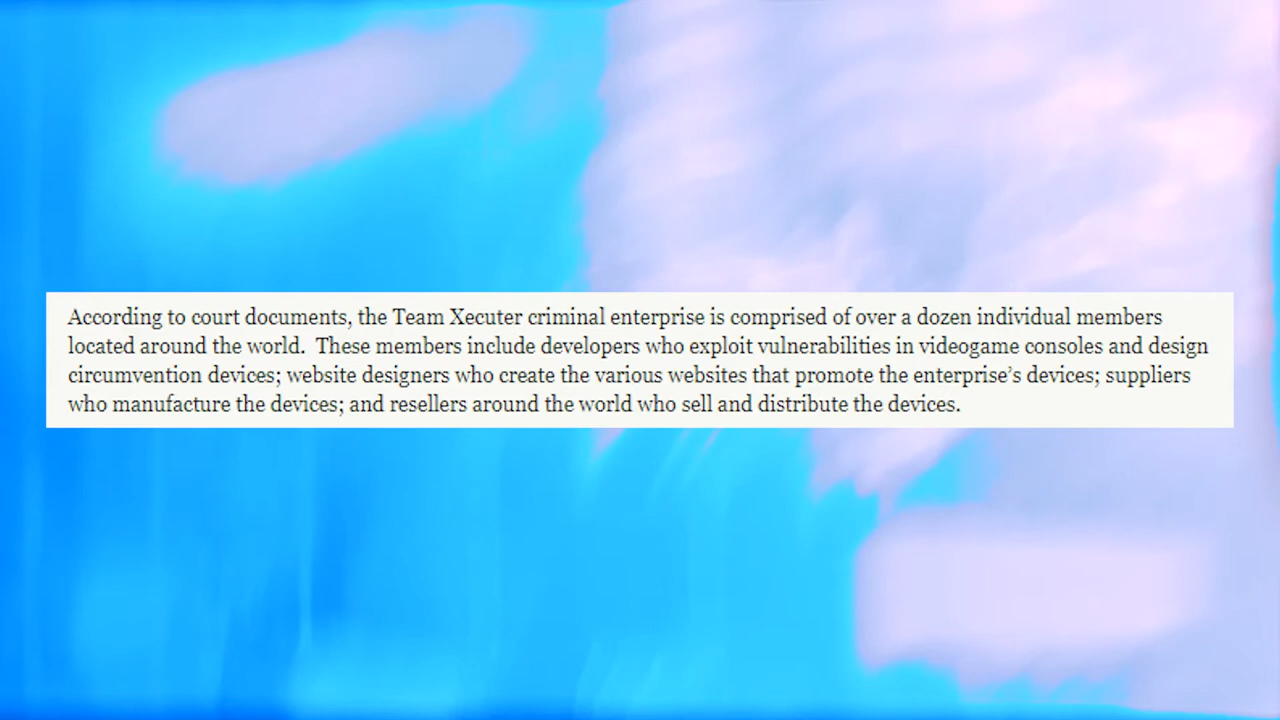 According to court documents, the Team Xecuter criminal enterprise is comprised of over a dozen individual members
located around the world.  These members include developers who exploit vulnerabilities in videogame consoles and design
circumvention devices; website designers who create the various websites that promote the enterprise’s devices; suppliers
who manufacture the devices; and resellers around the world who sell and distribute the devices.